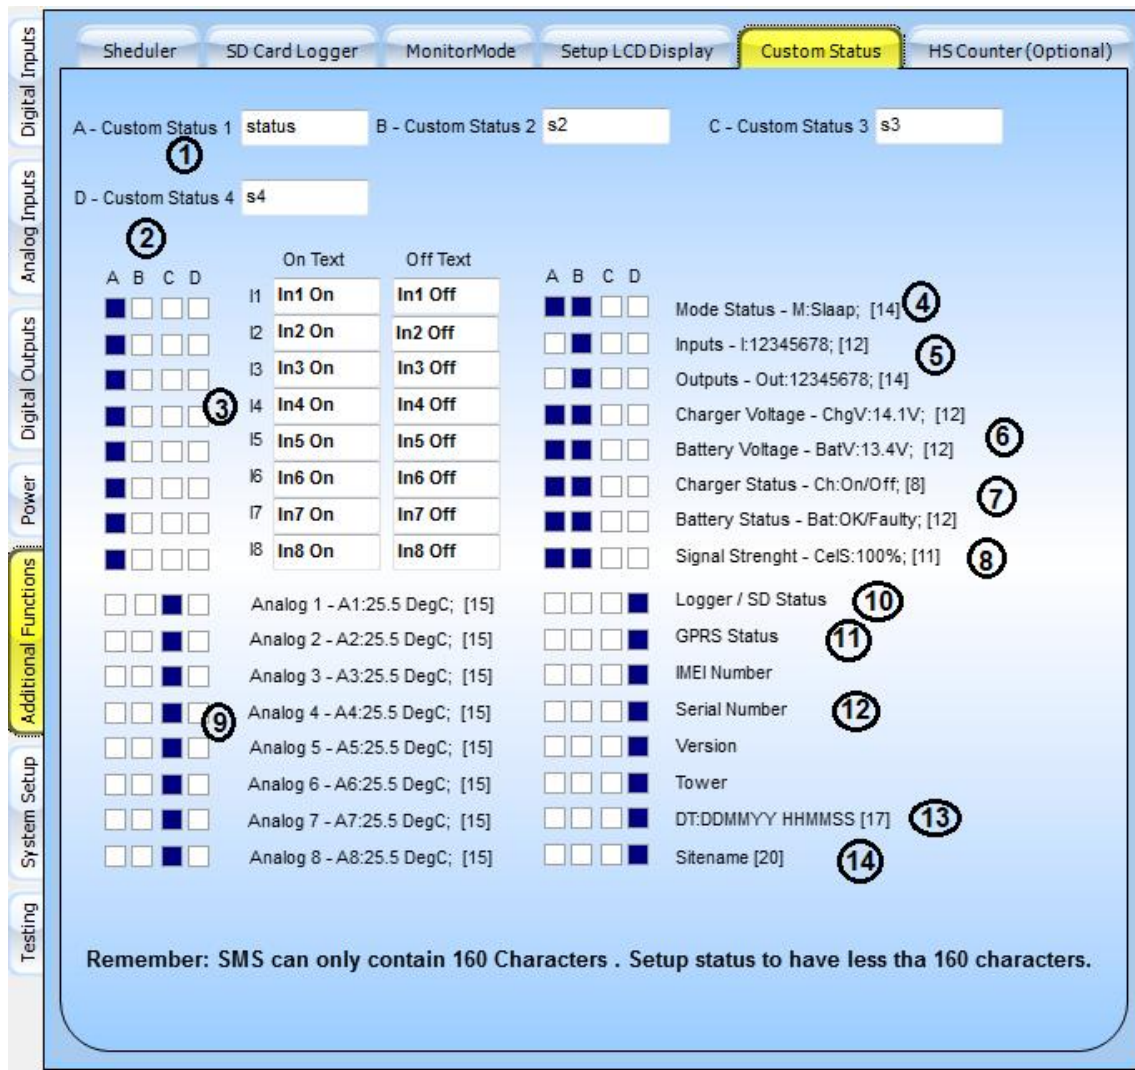 Sheduler
SD Card Logger
MonitorMode
Setup LCD Display
Custom Status
HS Counter (Optional)
Digital Inputs
Analog Inputs
Digital Outputs
Power
Additional Functions
System Setup
Testing
A - Custom Status 1
status
B - Custom Status 2
s2
C - Custom Status 3
s3
1
D - Custom Status 4
s4
2
On Text
Off Text
A B C D
I1 In1 On In1 Off
I2 In2 On In2 Off
I3 In3 On In3 Off
3
I4 In4 On In4 Off
I5 In5 On In5 Off
I6 In6 On In6 Off
I7 In7 On In7 Off
I8 In8 On In8 Off
A B C D
Mode Status - M:Slaap; [14]
4
Inputs - I:12345678; [12]
5
Outputs - Out:12345678; [14]
Charger Voltage - ChgV:14.1V; [12]
6
Battery Voltage - BatV:13.4V; [12]
Charger Status - Ch:On/Off; [8]
7
Battery Status - Bat:OK/Faulty; [12]
Signal Strenght - CelS:100%; [11]
8
Analog 1 - A1:25.5 DegC; [15]
Analog 2 - A2:25.5 DegC; [15]
Analog 3 - A3:25.5 DegC; [15]
9
Analog 4 - A4:25.5 DegC; [15]
Analog 5 - A5:25.5 DegC; [15]
Analog 6 - A6:25.5 DegC; [15]
Analog 7 - A7:25.5 DegC; [15]
Analog 8 - A8:25.5 DegC; [15]
Logger / SD Status
10
GPRS Status
11
IMEI Number
Serial Number
12
Version
Tower
DT:DDMMYY HHMMSS [17]
13
Sitename [20]
14
Remember: SMS can only contain 160 Characters . Setup status to have less tha 160 characters.